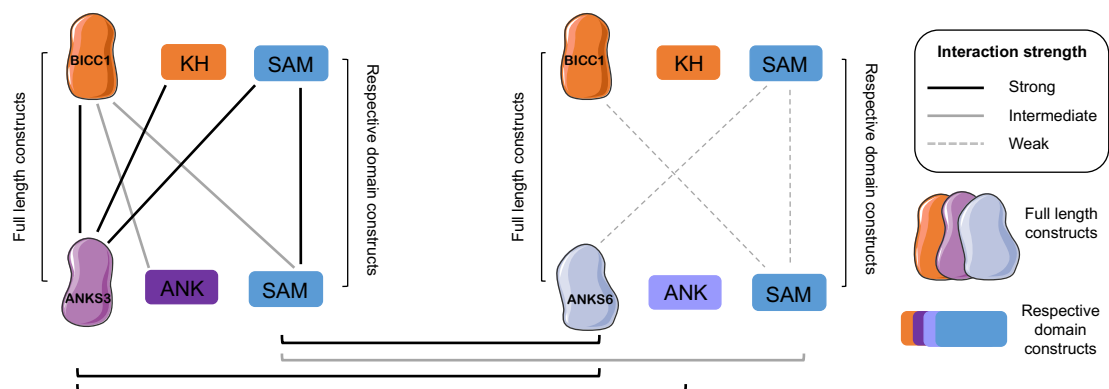 BICC1
KH
SAM
Full length constructs
Respective domain constructs
ANKS3
ANK
SAM
BICC1
KH
SAM
Full length constructs
Respective domain constructs
ANKS6
ANK
SAM
Interaction strength
Strong
Intermediate
Weak
Full length
constructs
Respective
domain
constructs